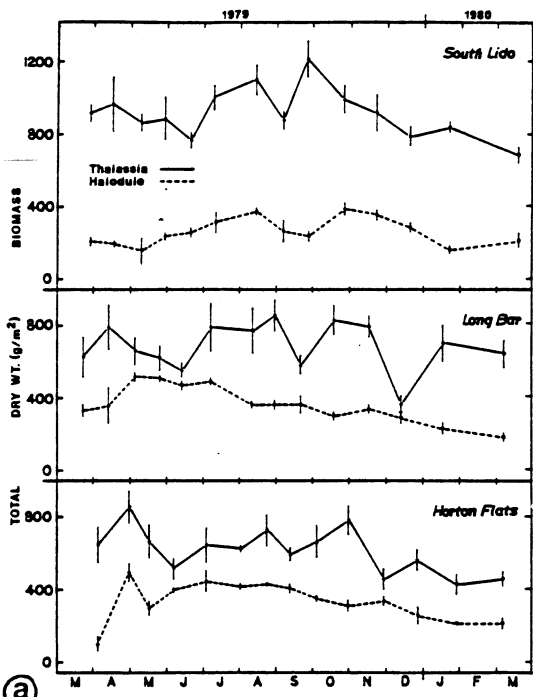 1979 1980
South Lido
1200
800
Thalassia
Halodule
400
0
BIOMASS
Long Bar
800
400
0
DRY WT. (g/m²)
Horton Flats
800
400
0
TOTAL
M A M J J A S O N D J F M
a